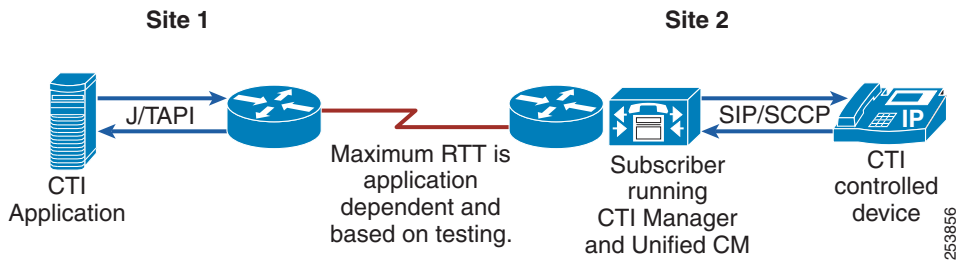 Site 1
Site 2
J/TAPI
SIP/SCCP
IP
CTI
Application
Maximum RTT is
application
dependent and
based on testing.
Subscriber
running
CTI Manager
and Unified CM
CTI
controlled
device
253856